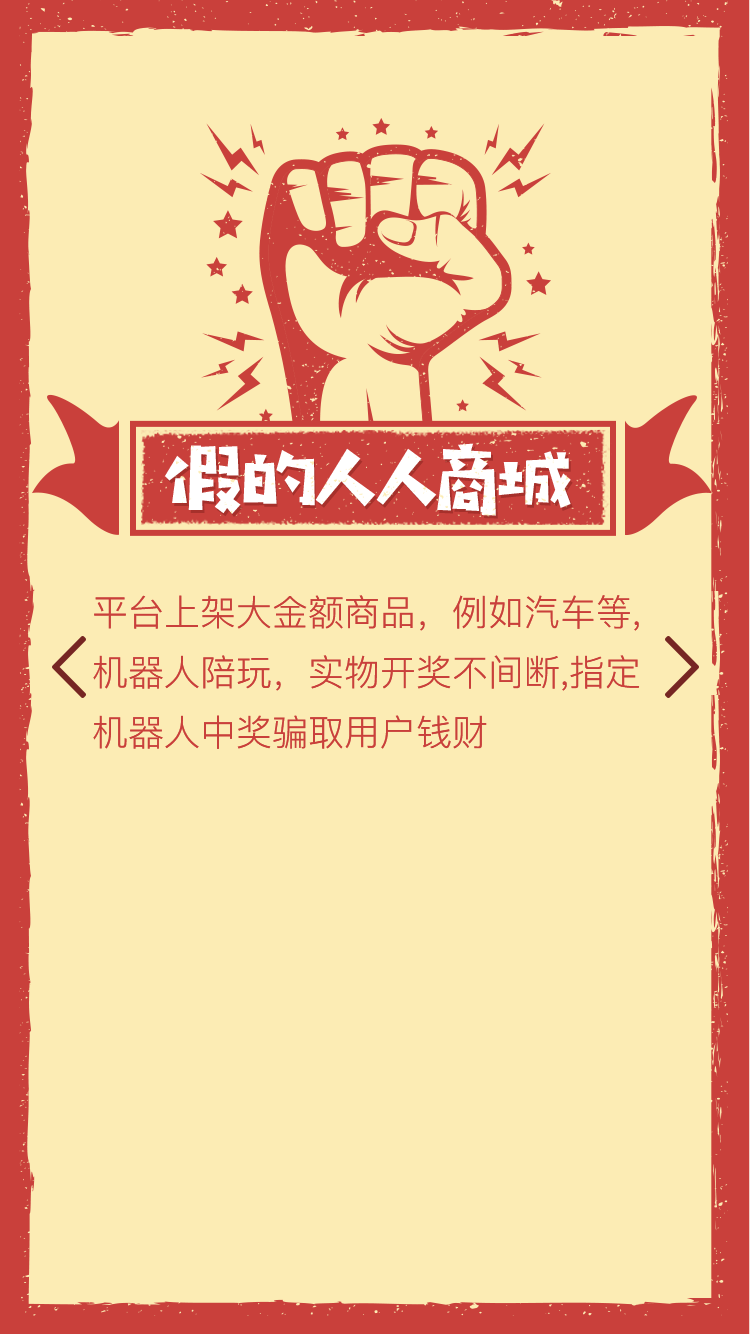 假的人人商城
平台上架大金额商品，例如汽车等,
机器人陪玩，实物开奖不间断,指定
机器人中奖骗取用户钱财